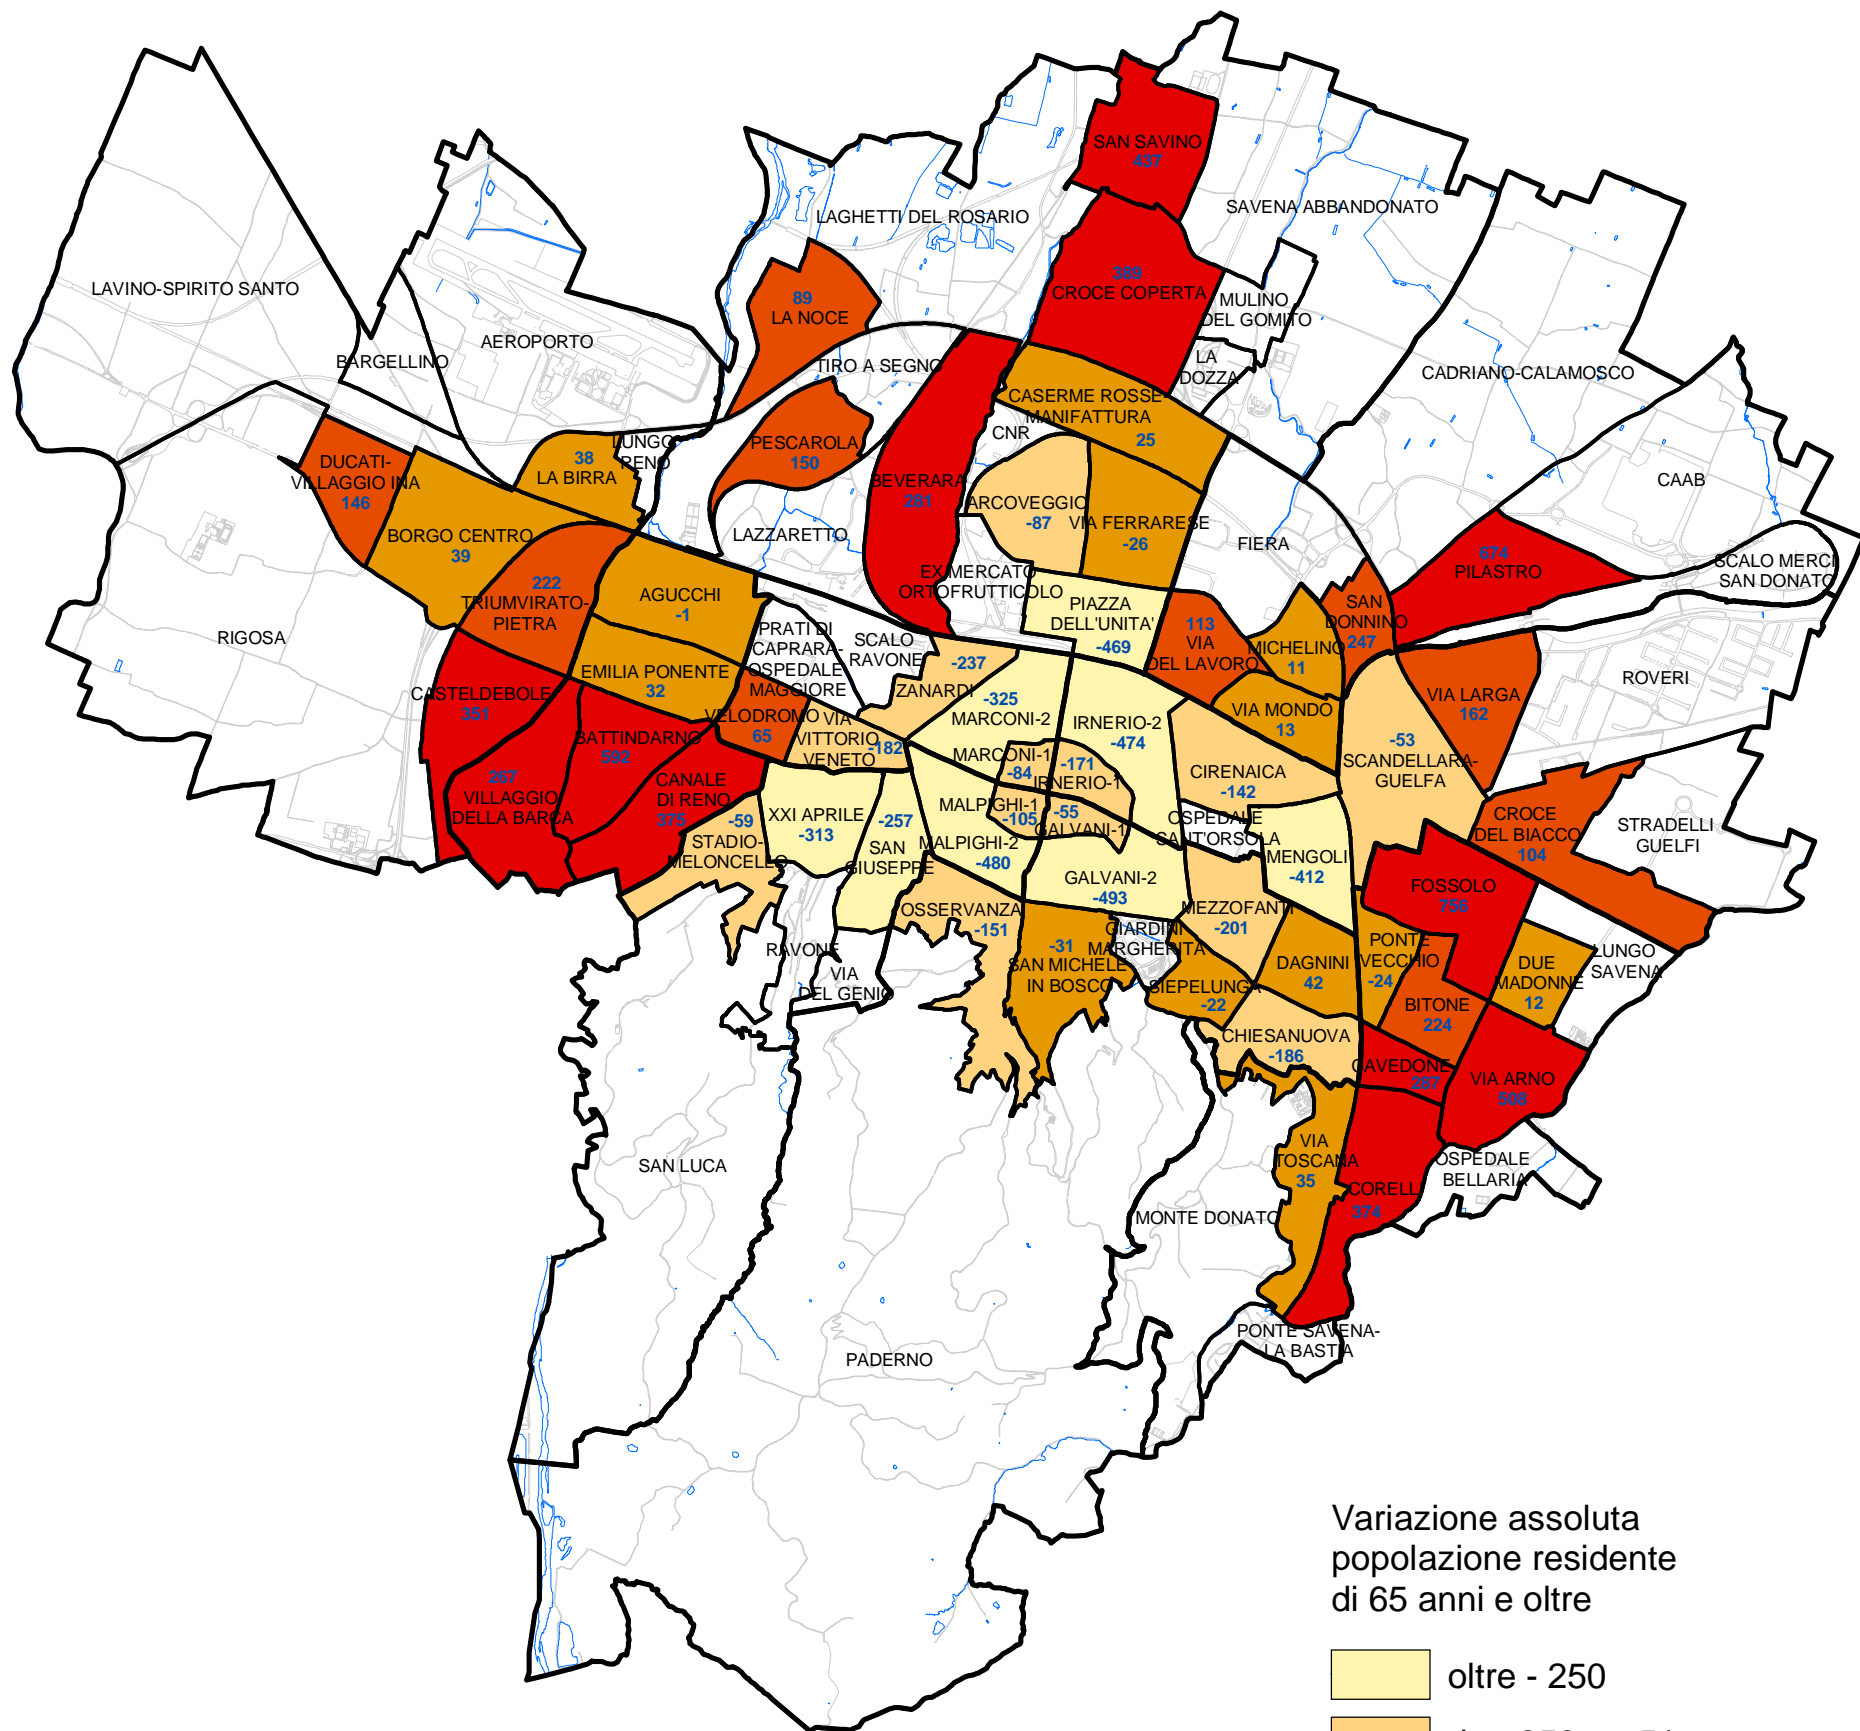 SAN SAVINO
437
LAGHETTI DEL ROSARIO
SAVENA ABBANDONATO
389
CROCE COPERTA
LAVINO-SPIRITO SANTO
89
LA NOCE
MULINO
DEL GOMITO
AEROPORTO
BARGELLINO
TIRO A SEGNO
LA
DOZZA
CADRIANO-CALAMOSCO
CASERME ROSSE-
MANIFATTURA
25
CNR
LUNGO
RENO
PESCAROLA
150
38
LA BIRRA
DUCATI-
VILLAGGIO INA
146
BEVERARA
281
CAAB
ARCOVEGGIO
-87
VIA FERRARESE
-26
BORGO CENTRO
39
LAZZARETTO
FIERA
674
PILASTRO
SCALO MERCI
SAN DONATO
EX MERCATO
ORTOFRUTTICOLO
222
TRIUMVIRATO-
PIETRA
AGUCCHI
-1
PIAZZA
DELL'UNITA'
-469
SAN
DONNINO
247
113
VIA
DEL LAVORO
RIGOSA
PRATI DI
CAPRARA-
OSPEDALE
MAGGIORE
SCALO
RAVONE
MICHELINO
11
-237
ZANARDI
EMILIA PONENTE
32
ROVERI
CASTELDEBOLE
351
VIA LARGA
162
-325
MARCONI-2
IRNERIO-2
-474
VIA MONDO
13
VELODROMO
65
VIA
VITTORIO
VENETO
-182
BATTINDARNO
592
-53
SCANDELLARA-
GUELFA
MARCONI-1
-84
-171
IRNERIO-1
CIRENAICA
-142
267
VILLAGGIO
DELLA BARCA
CANALE
DI RENO
375
MALPIGHI-1
-105
-55
GALVANI-1
XXI APRILE
-313
-257
SAN
GIUSEPPE
-59
STADIO-
MELONCELLO
OSPEDALE
SANT'ORSOLA
CROCE
DEL BIACCO
104
STRADELLI
GUELFI
MALPIGHI-2
-480
MENGOLI
-412
GALVANI-2
-493
FOSSOLO
756
OSSERVANZA
-151
MEZZOFANTI
-201
GIARDINI
MARGHERITA
RAVONE
-31
SAN MICHELE
IN BOSCO
PONTE
VECCHIO
-24
LUNGO
SAVENA
DAGNINI
42
DUE
MADONNE
12
VIA
DEL GENIO
SIEPELUNGA
-22
BITONE
224
CHIESANUOVA
-186
CAVEDONE
287
VIA ARNO
508
SAN LUCA
VIA
TOSCANA
35
OSPEDALE
BELLARIA
CORELLI
374
MONTE DONATO
PONTE SAVENA-
LA BASTIA
PADERNO
Variazione assoluta
popolazione residente
di 65 anni e oltre
oltre - 250